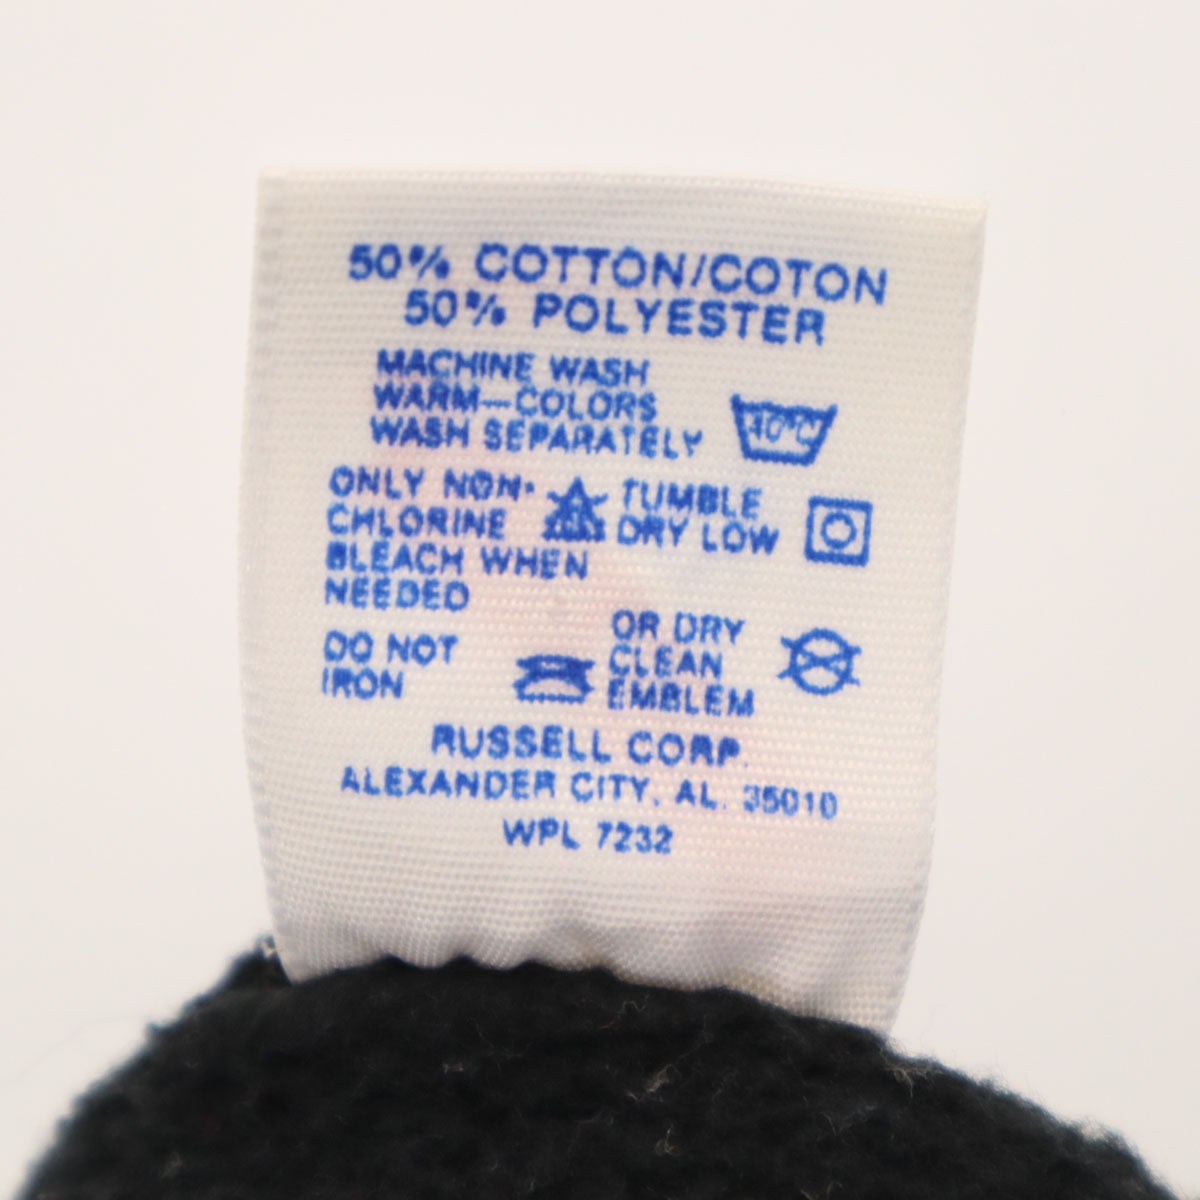 50% COTTON/COTON
50% POLYESTER
MACHINE WASH
WARM—COLORS
WASH SEPARATELY
40°C
ONLY NON-
CHLORINE
BLEACH WHEN
NEEDED
TUMBLE
DRY LOW
DO NOT
IRON
OR DRY
CLEAN
EMBLEM
RUSSELL CORP.
ALEXANDER CITY, AL. 35010
WPL 7232